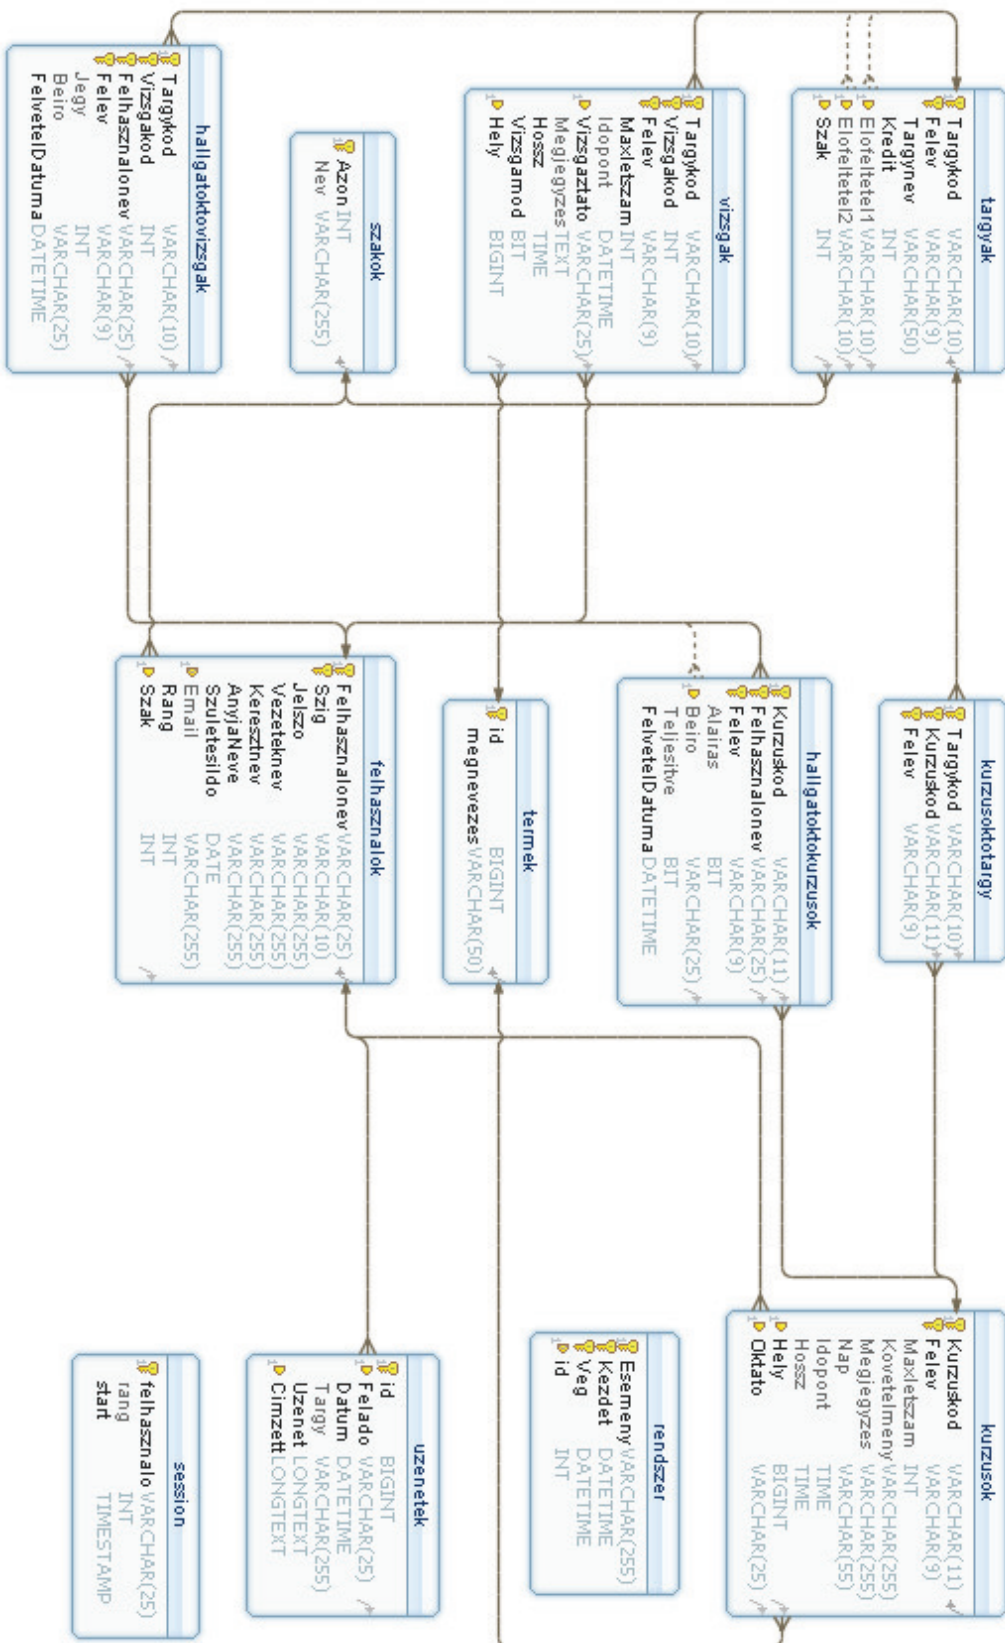 targyak
Targykod VARCHAR(10)
Felev VARCHAR(9)
Targynev VARCHAR(50)
Kredit INT
Elofeltetel1 VARCHAR(10)
Elofeltetel2 VARCHAR(10)
Szak INT
kurzusoktotargy
Targykod VARCHAR(10)
Kurzuskod VARCHAR(11)
Felev VARCHAR(9)
kurzusok
Kurzuskod VARCHAR(11)
Felev VARCHAR(9)
Maxletszam INT
Kovetelmeny VARCHAR(255)
Megjegyzes VARCHAR(255)
Nap VARCHAR(55)
Idopont TIME
Hossz TIME
Hely BIGINT
Oktato VARCHAR(25)
vizsgak
Targykod VARCHAR(10)
Vizsgakod INT
Felev VARCHAR(9)
Maxletszam INT
Idopont DATETIME
Vizsgaztato VARCHAR(25)
Megjegyzes TEXT
Hossz TIME
Vizsgamod BIT
Hely BIGINT
hallgatoktokurzusok
Kurzuskod VARCHAR(11)
Felhasznalonev VARCHAR(25)
Felev VARCHAR(9)
Alairas BIT
Beiro VARCHAR(25)
Teljesitve BIT
FelvetelDatuma DATETIME
rendszer
Esemeny VARCHAR(255)
Kezdet DATETIME
Veg DATETIME
id INT
szakok
Azon INT
Nev VARCHAR(255)
termek
id BIGINT
megnevezes VARCHAR(50)
uzenetek
id BIGINT
Felado VARCHAR(25)
Datum DATETIME
Targy VARCHAR(255)
Uzenet LONGTEXT
Cimzett LONGTEXT
hallgatoktovizsgak
Targykod VARCHAR(10)
Vizsgakod INT
Felhasznalonev VARCHAR(25)
Felev VARCHAR(9)
Jegy INT
Beiro VARCHAR(25)
FelvetelDatuma DATETIME
felhasznalok
Felhasznalonev VARCHAR(25)
Szig VARCHAR(10)
Jelszo VARCHAR(255)
Vezeteknev VARCHAR(255)
Keresztnev VARCHAR(255)
AnyjaNeve VARCHAR(255)
SzuletesiIdo DATE
Email VARCHAR(255)
Rang INT
Szak INT
session
felhasznalo VARCHAR(25)
rang INT
start TIMESTAMP